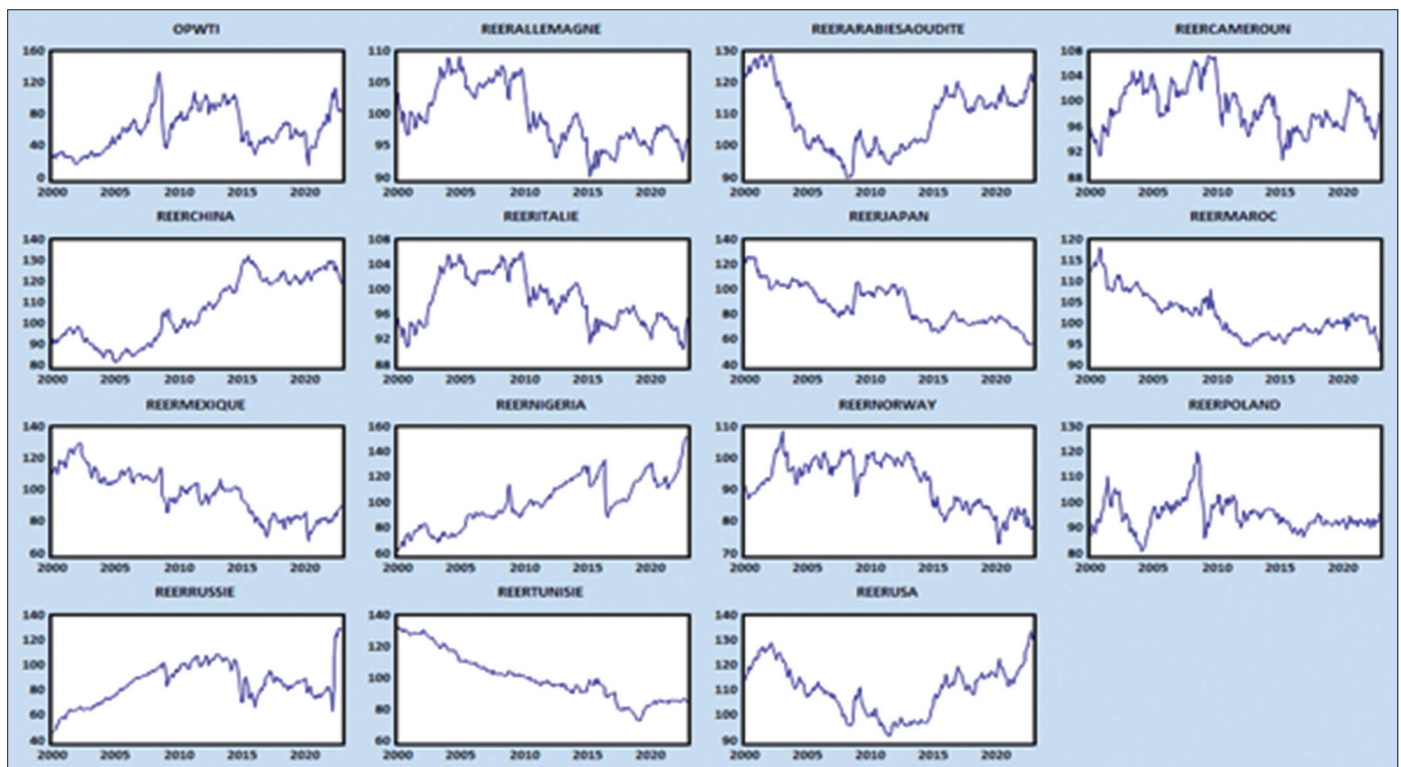 OPWTI REERALLEMAGNE REERARABIESAOUDITE REERCAMEROUN
160 110 130 108
120 105 120 104
80 100 110 100
40 95 100 96
92
0 90 90 88
2000 2005 2010 2015 2020 2000 2005 2010 2015 2020 2000 2005 2010 2015 2020 2000 2005 2010 2015 2020
REERCHINA REERITALIE REERJAPAN REERMAROC
140 108 140 120
130 104 120 115
120 100 100 110
110 96 80 105
100 92 60 100
90 88 40 95
80 90
2000 2005 2010 2015 2020 2000 2005 2010 2015 2020 2000 2005 2010 2015 2020 2000 2005 2010 2015 2020
REERMEXIQUE REERNIGERIA REERNORWAY REERPOLAND
140 160 110 130
120 140 100 120
100 120 90 110
80 100 80 100
60 80 70 90
60 80
2000 2005 2010 2015 2020 2000 2005 2010 2015 2020 2000 2005 2010 2015 2020 2000 2005 2010 2015 2020
REERRUSSIE REERTUNISIE REERUSA
140 140 140
120 120 130
100 100 120
80 80 110
60 60 100
40 90
2000 2005 2010 2015 2020 2000 2005 2010 2015 2020 2000 2005 2010 2015 2020